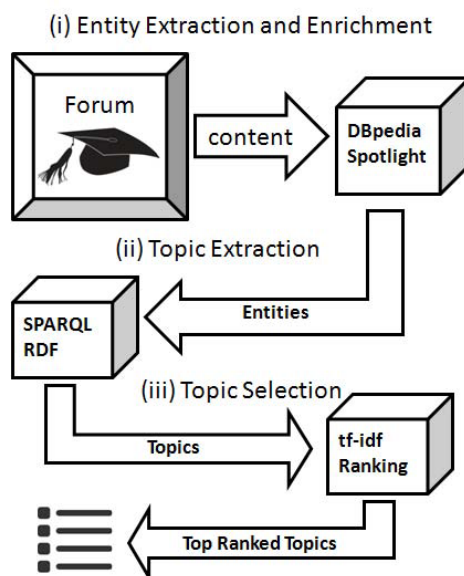 (i) Entity Extraction and Enrichment
Forum
content
DBpedia
Spotlight
(ii) Topic Extraction
Entities
SPARQL
RDF
(iii) Topic Selection
Topics
tf-idf
Ranking
Top Ranked Topics